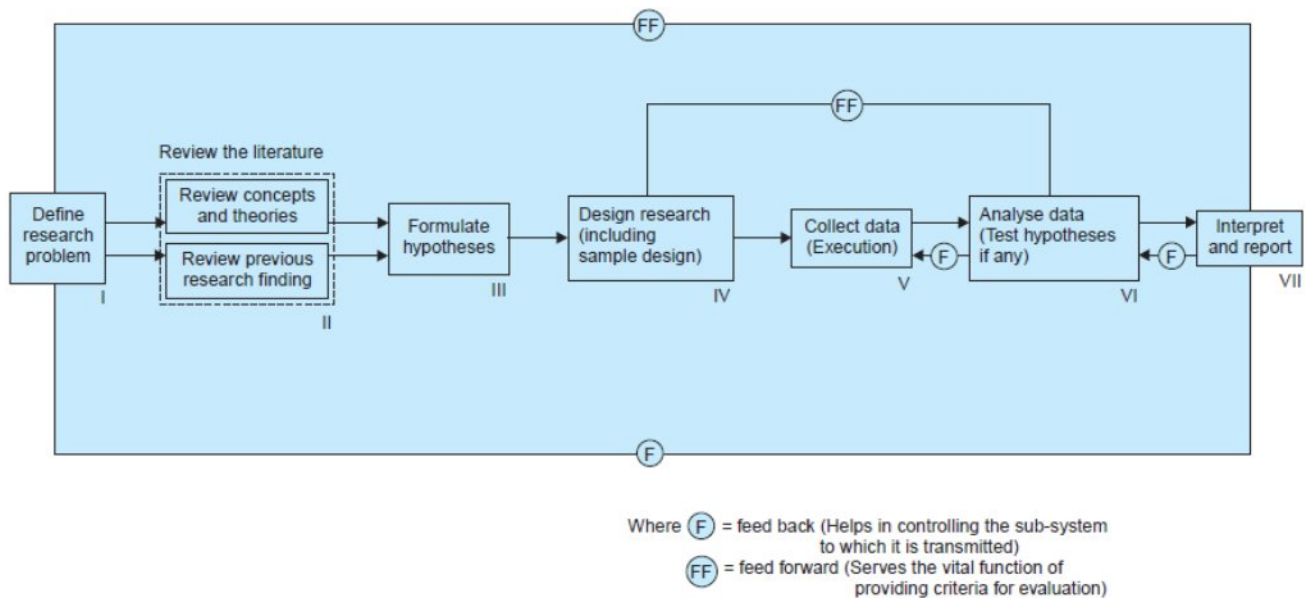 FF
FF
Review the literature
Define
research
problem
I
Review concepts
and theories
Review previous
research finding
II
Formulate
hypotheses
III
Design research
(including
sample design)
IV
Collect data
(Execution)
V
F
Analyse data
(Test hypotheses
if any)
VI
F
Interpret
and report
VII
F
Where F = feed back (Helps in controlling the sub-system
to which it is transmitted)
FF = feed forward (Serves the vital function of
providing criteria for evaluation)